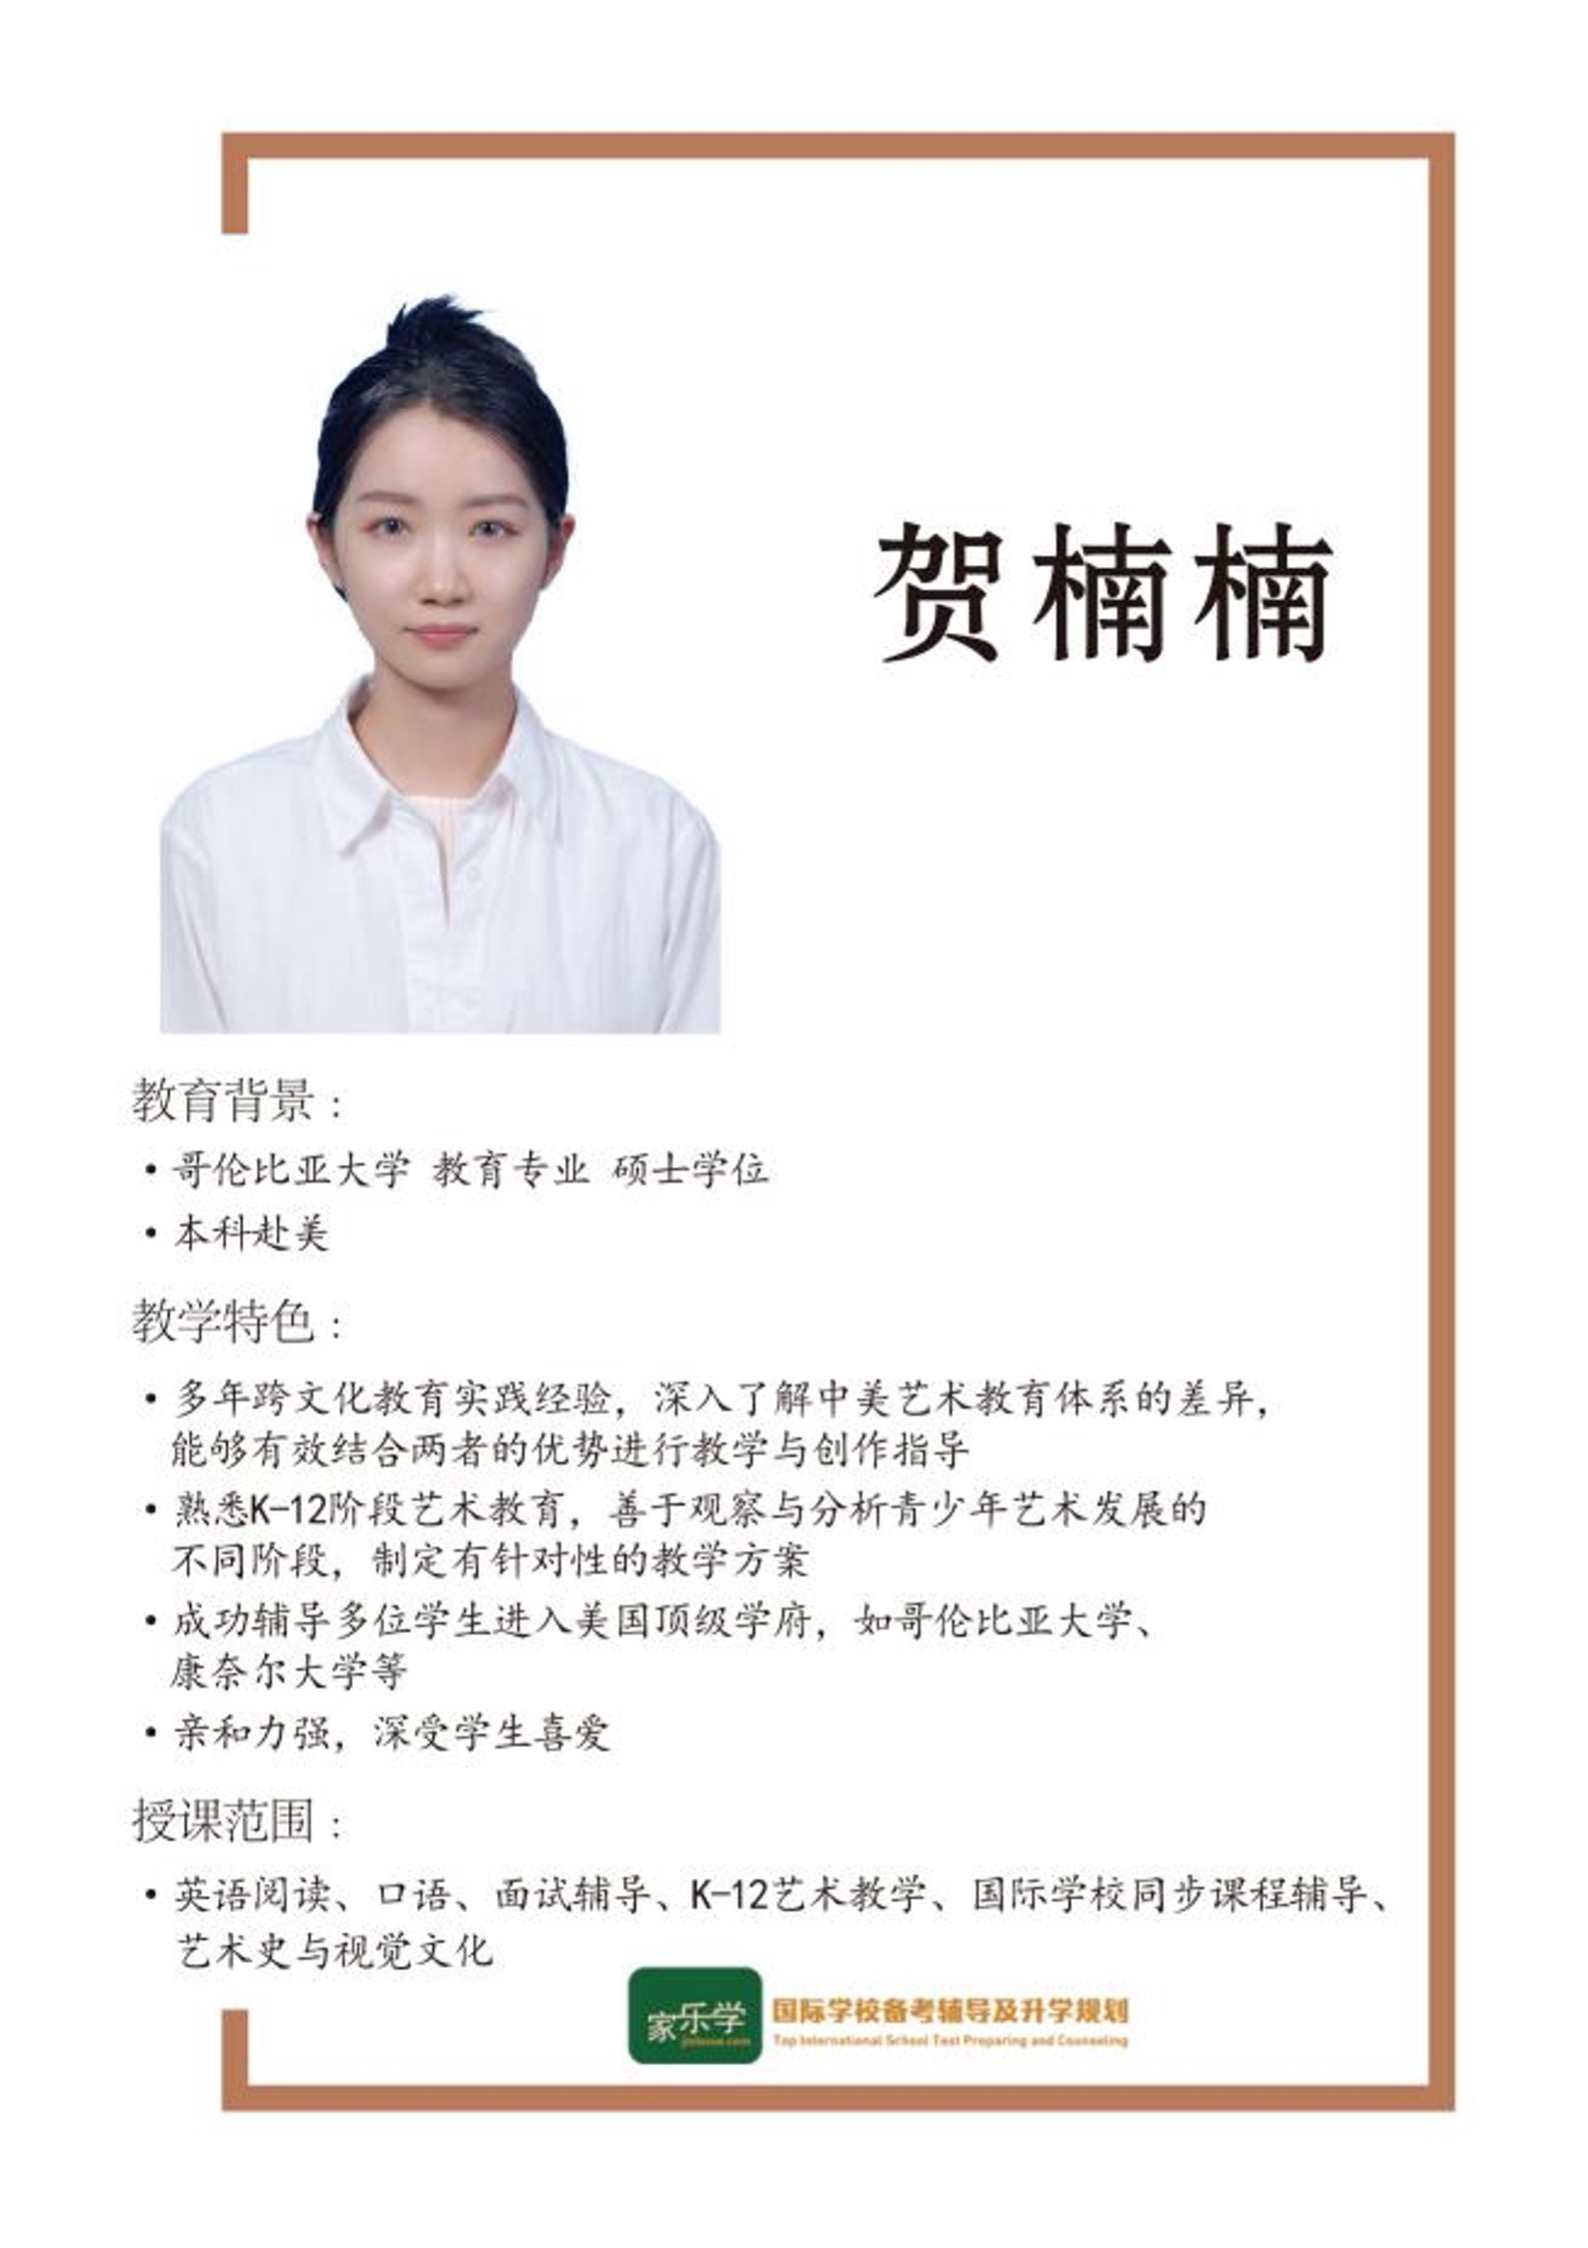 贺楠楠
教育背景：
•哥伦比亚大学 教育专业 硕士学位
•本科赴美
教学特色：
•多年跨文化教育实践经验，深入了解中美艺术教育体系的差异，
能够有效结合两者的优势进行教学与创作指导
•熟悉K-12阶段艺术教育，善于观察与分析青少年艺术发展的
不同阶段，制定有针对性的教学方案
•成功辅导多位学生进入美国顶级学府，如哥伦比亚大学、
康奈尔大学等
•亲和力强，深受学生喜爱
授课范围：
•英语阅读、口语、面试辅导、K-12艺术教学、国际学校同步课程辅导、
艺术史与视觉文化
家乐学
国际学校备考辅导及升学规划
Top International School Test Preparing and Counseling